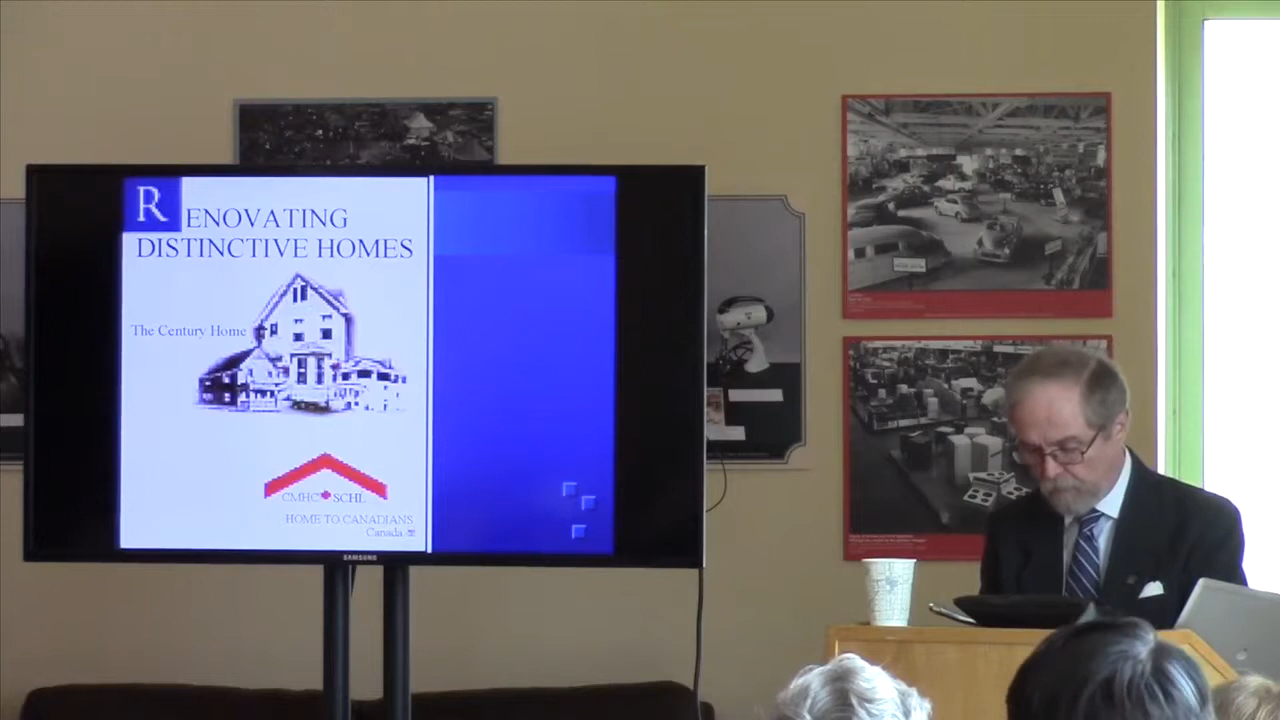 RENOVATING
DISTINCTIVE HOMES
The Century Home
CMHC SCHL
HOME TO CANADIANS
Canada
SAMSUNG